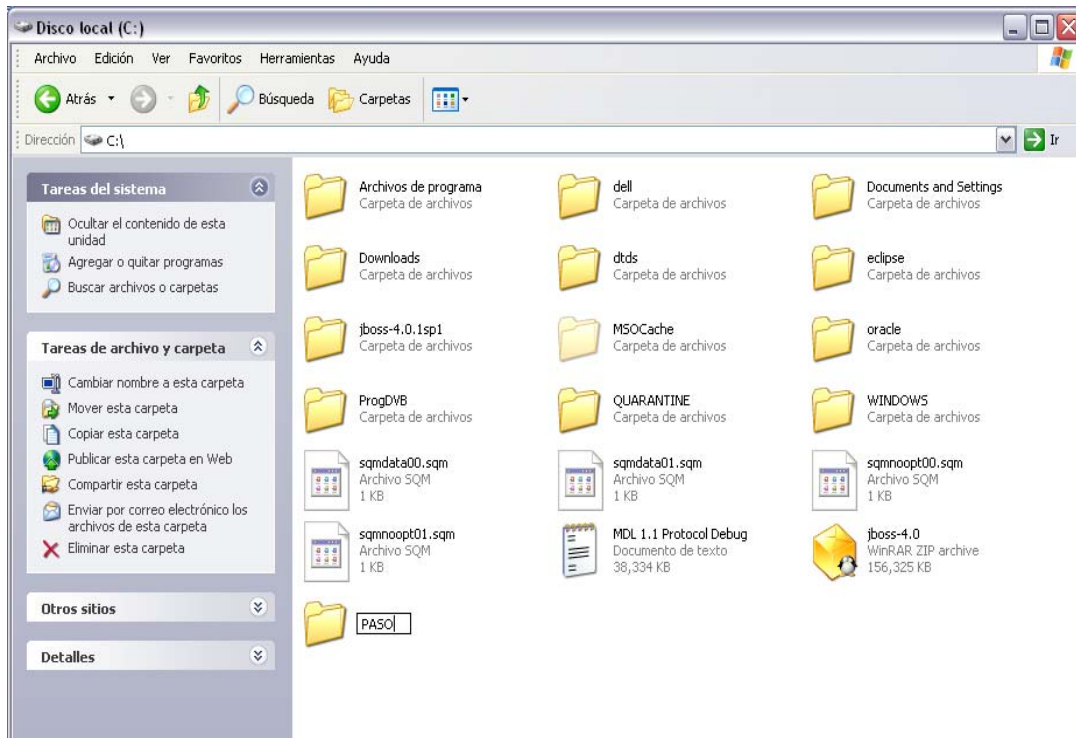 Disco local (C:)
Archivo Edición Ver Favoritos Herramientas Ayuda
Atrás Búsqueda Carpetas
Dirección C:\ Ir
Tareas del sistema
Ocultar el contenido de esta
unidad
Agregar o quitar programas
Buscar archivos o carpetas
Tareas de archivo y carpeta
Cambiar nombre a esta carpeta
Mover esta carpeta
Copiar esta carpeta
Publicar esta carpeta en Web
Compartir esta carpeta
Enviar por correo electrónico los
archivos de esta carpeta
Eliminar esta carpeta
Otros sitios
Detalles
Archivos de programa
Carpeta de archivos
dell
Carpeta de archivos
Documents and Settings
Carpeta de archivos
Downloads
Carpeta de archivos
dtds
Carpeta de archivos
eclipse
Carpeta de archivos
jboss-4.0.1sp1
Carpeta de archivos
MSOCache
Carpeta de archivos
oracle
Carpeta de archivos
ProgDVB
Carpeta de archivos
QUARANTINE
Carpeta de archivos
WINDOWS
Carpeta de archivos
sqmdata00.sqm
Archivo SQM
1 KB
sqmdata01.sqm
Archivo SQM
1 KB
sqmnoopt00.sqm
Archivo SQM
1 KB
sqmnoopt01.sqm
Archivo SQM
1 KB
MDL 1.1 Protocol Debug
Documento de texto
38,334 KB
jboss-4.0
WinRAR ZIP archive
156,325 KB
PASO